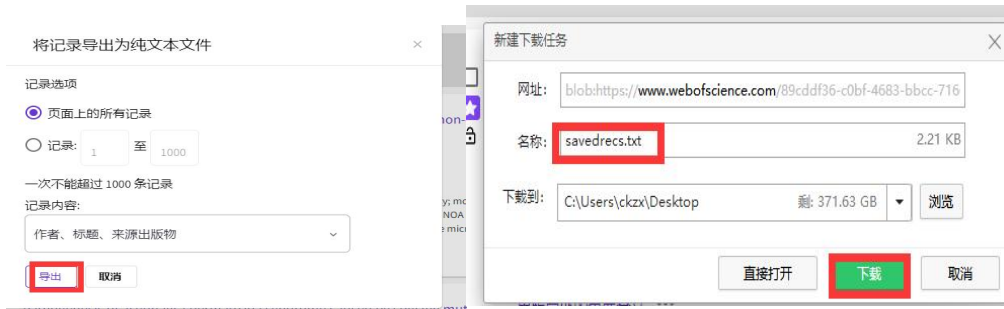 将记录导出为纯文本文件
×
记录选项
页面上的所有记录
记录: 1 至 1000
一次不能超过 1000 条记录
记录内容:
作者、标题、来源出版物
导出 取消
non-
y; mo
NOA
e micr
新建下载任务
X
网址: blob:https://www.webofscience.com/89cddf36-c0bf-4683-bbcc-716
名称: savedrecs.txt 2.21 KB
下载到: C:\Users\ckzx\Desktop 剩: 371.63 GB 浏览
直接打开 下载 取消